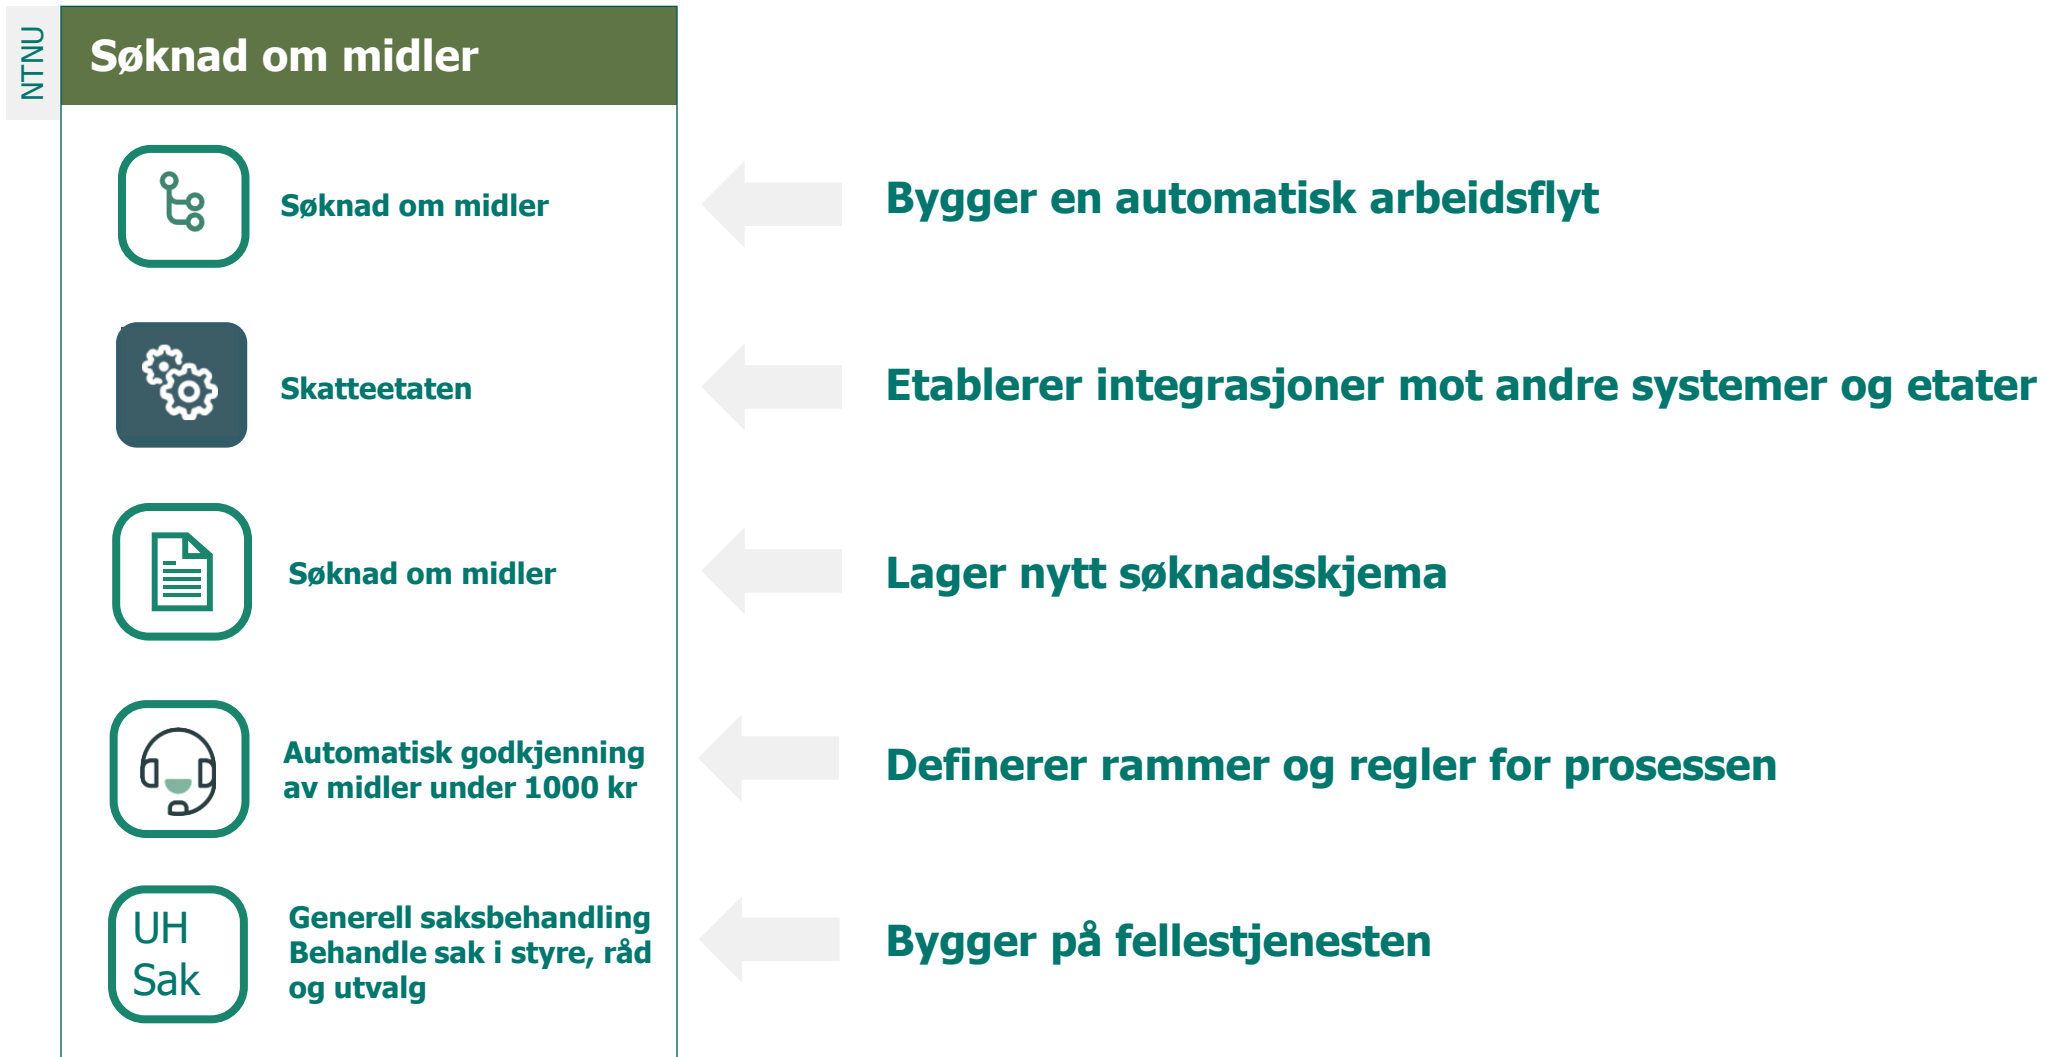 NTNU
Søknad om midler
Søknad om midler
Bygger en automatisk arbeidsflyt
Skatteetaten
Etablerer integrasjoner mot andre systemer og etater
Søknad om midler
Lager nytt søknadsskjema
Automatisk godkjenning
av midler under 1000 kr
Definerer rammer og regler for prosessen
UH
Sak
Generell saksbehandling
Behandle sak i styre, råd
og utvalg
Bygger på fellestjenesten